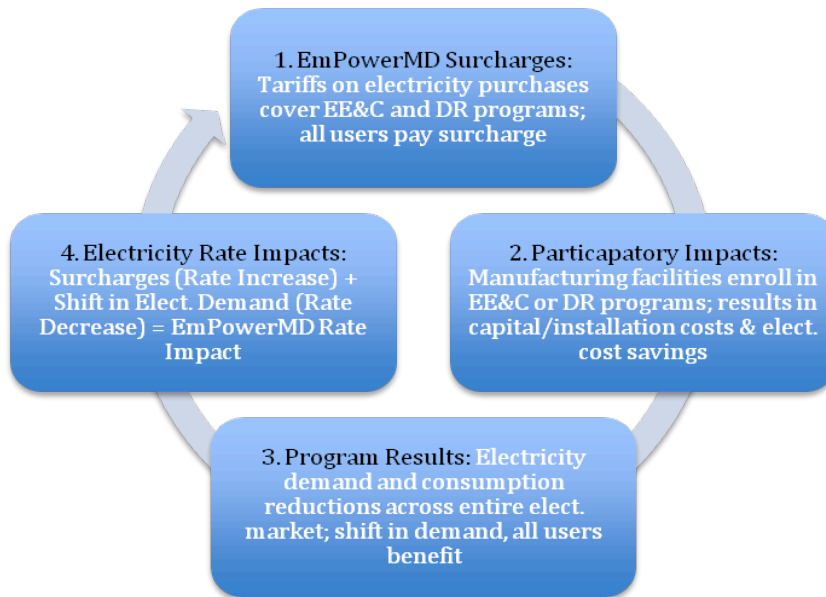 1. EmPowerMD Surcharges:
Tariffs on electricity purchases
cover EE&C and DR programs;
all users pay surcharge
2. Particapatory Impacts:
Manufacturing facilities enroll in
EE&C or DR programs; results in
capital/installation costs & elect.
cost savings
3. Program Results: Electricity
demand and consumption
reductions across entire elect.
market; shift in demand, all users
benefit
4. Electricity Rate Impacts:
Surcharges (Rate Increase) +
Shift in Elect. Demand (Rate
Decrease) = EmPowerMD Rate
Impact